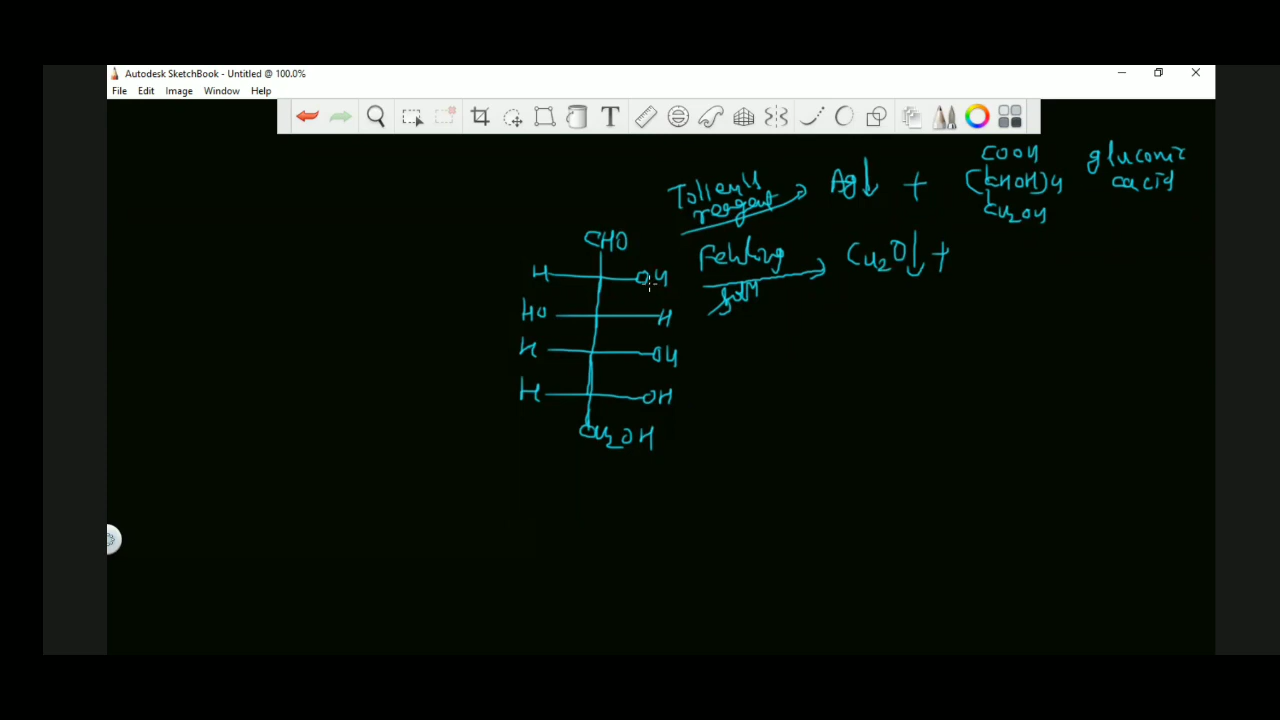 Autodesk SketchBook - Untitled @ 100.0%
File Edit Image Window Help
T
Tollen's reagent Ag↓ + COOH (CHOH)4 CH2OH gluconic acid
Fehling soln Cu2O↓ +
CHO
H OH
HO H
H OH
H OH
CH2OH